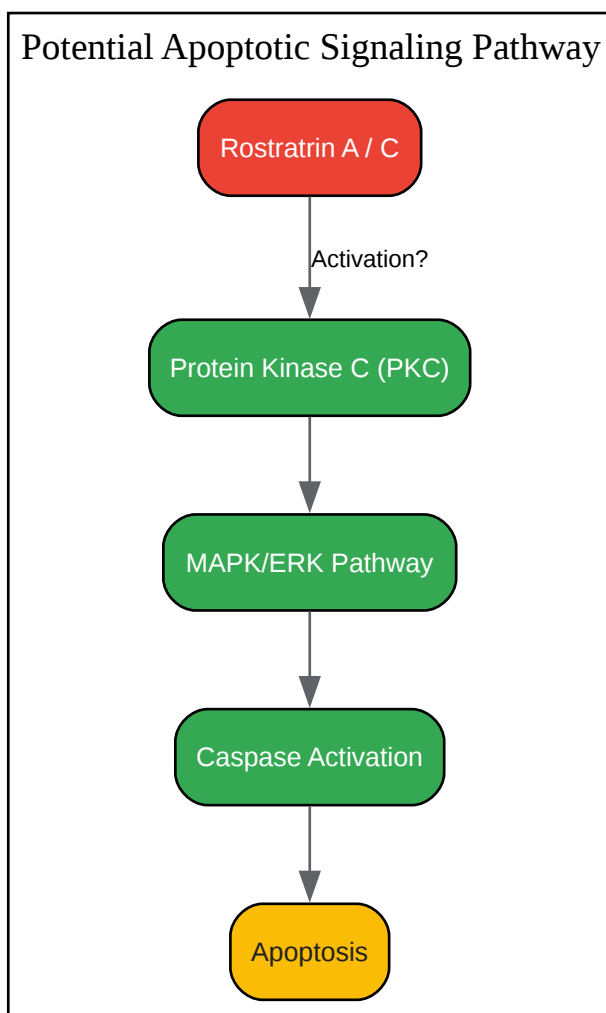 Potential Apoptotic Signaling Pathway
Rostratrin A / C
Activation?
Protein Kinase C (PKC)
MAPK/ERK Pathway
Caspase Activation
Apoptosis